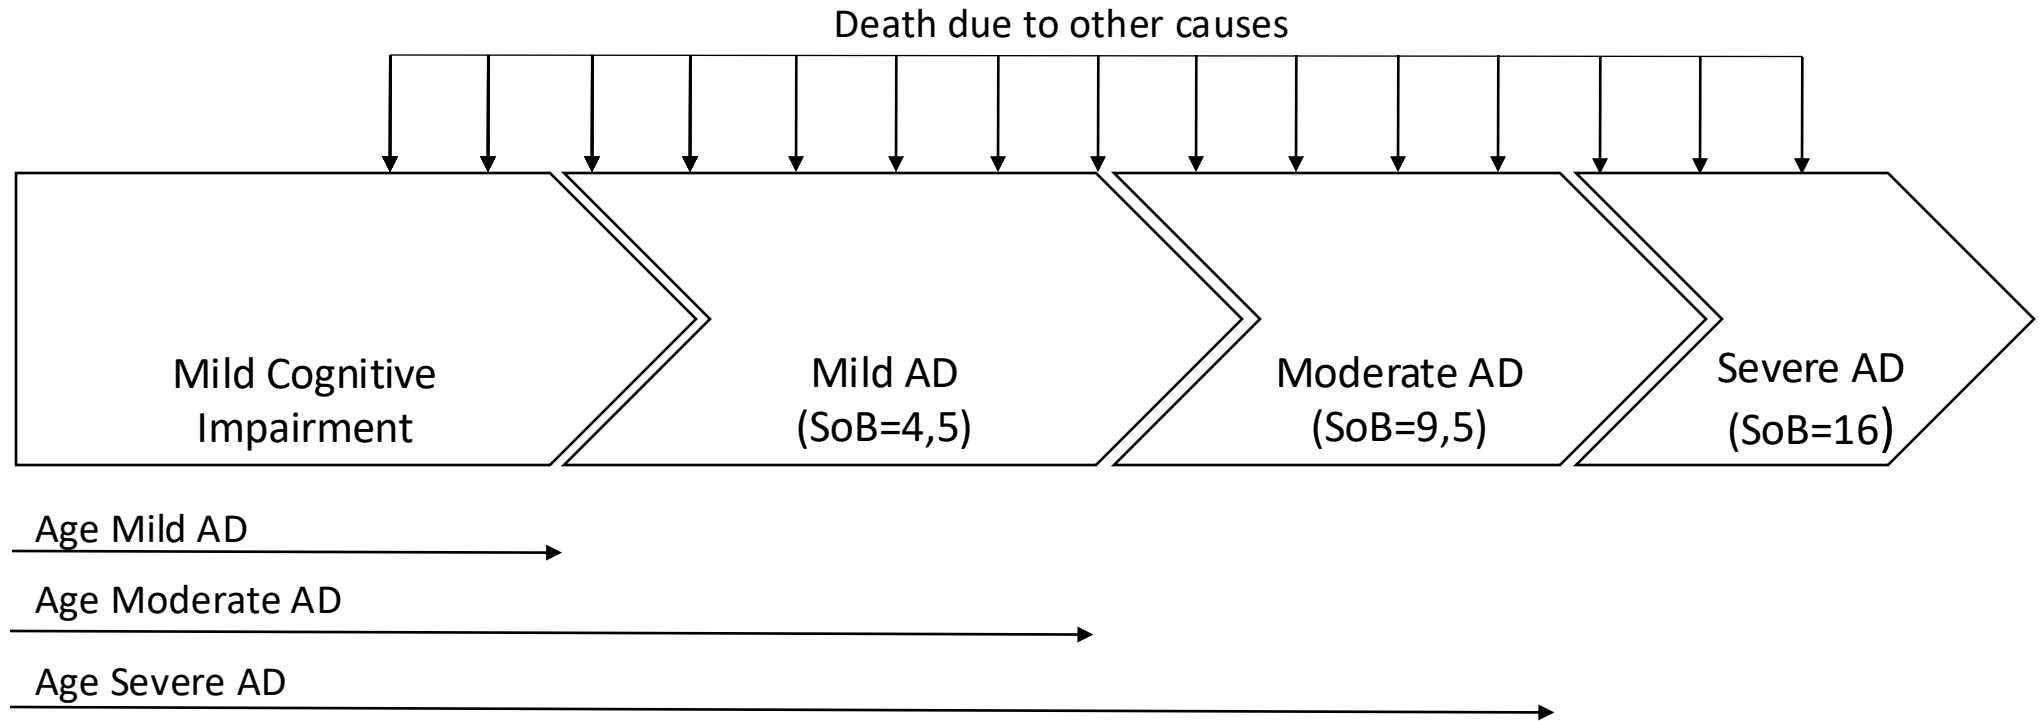 Death due to other causes
Mild Cognitive
Impairment
Mild AD
(SoB=4,5)
Moderate AD
(SoB=9,5)
Severe AD
(SoB=16)
Age Mild AD
Age Moderate AD
Age Severe AD